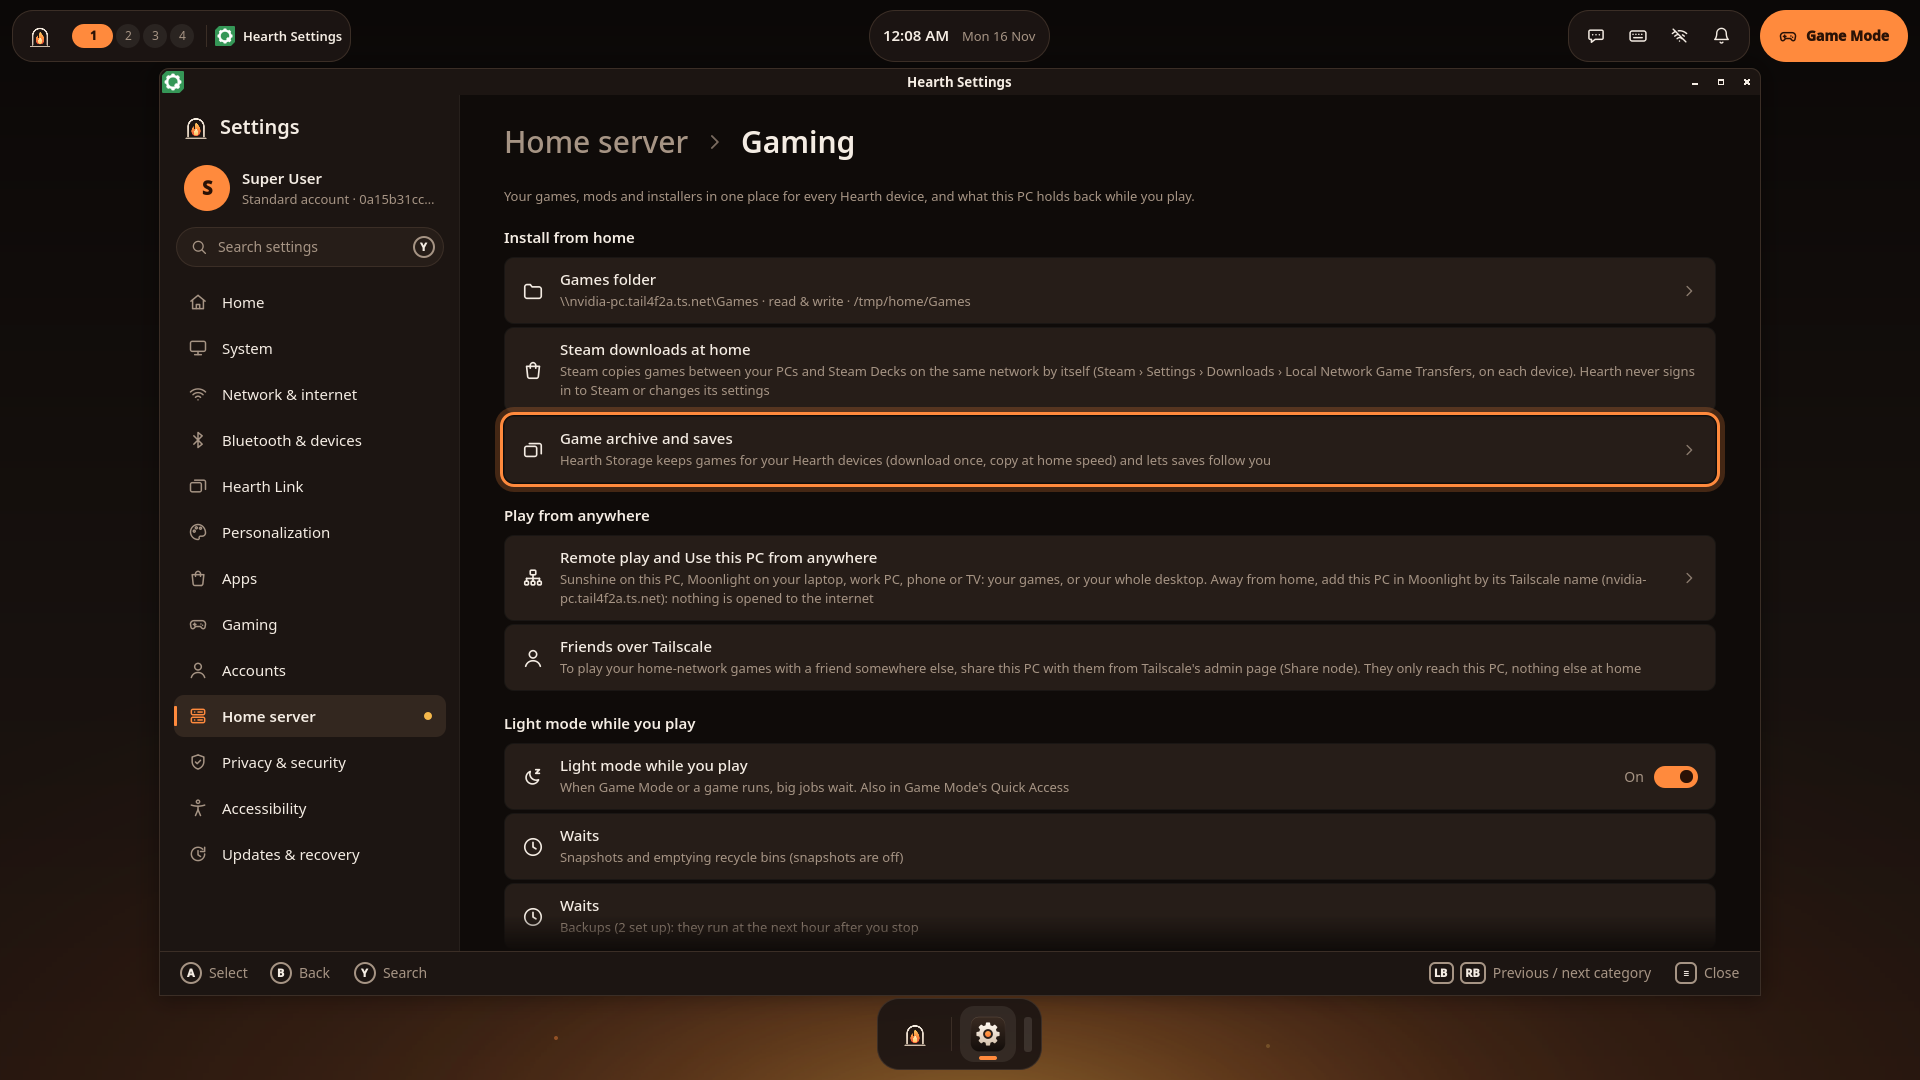 1 2 3 4 Hearth Settings
12:08 AM Mon 16 Nov
Game Mode
Hearth Settings
Settings
S
Super User
Standard account · 0a15b31cc...
Search settings Y
Home
System
Network & internet
Bluetooth & devices
Hearth Link
Personalization
Apps
Gaming
Accounts
Home server
Privacy & security
Accessibility
Updates & recovery
Home server > Gaming
Your games, mods and installers in one place for every Hearth device, and what this PC holds back while you play.
Install from home
Games folder
\\nvidia-pc.tail4f2a.ts.net\Games · read & write · /tmp/home/Games
Steam downloads at home
Steam copies games between your PCs and Steam Decks on the same network by itself (Steam › Settings › Downloads › Local Network Game Transfers, on each device). Hearth never signs
in to Steam or changes its settings
Game archive and saves
Hearth Storage keeps games for your Hearth devices (download once, copy at home speed) and lets saves follow you
Play from anywhere
Remote play and Use this PC from anywhere
Sunshine on this PC, Moonlight on your laptop, work PC, phone or TV: your games, or your whole desktop. Away from home, add this PC in Moonlight by its Tailscale name (nvidia-
pc.tail4f2a.ts.net): nothing is opened to the internet
Friends over Tailscale
To play your home-network games with a friend somewhere else, share this PC with them from Tailscale's admin page (Share node). They only reach this PC, nothing else at home
Light mode while you play
Light mode while you play
When Game Mode or a game runs, big jobs wait. Also in Game Mode's Quick Access
On
Waits
Snapshots and emptying recycle bins (snapshots are off)
Waits
Backups (2 set up): they run at the next hour after you stop
A Select B Back Y Search
LB RB Previous / next category ≡ Close